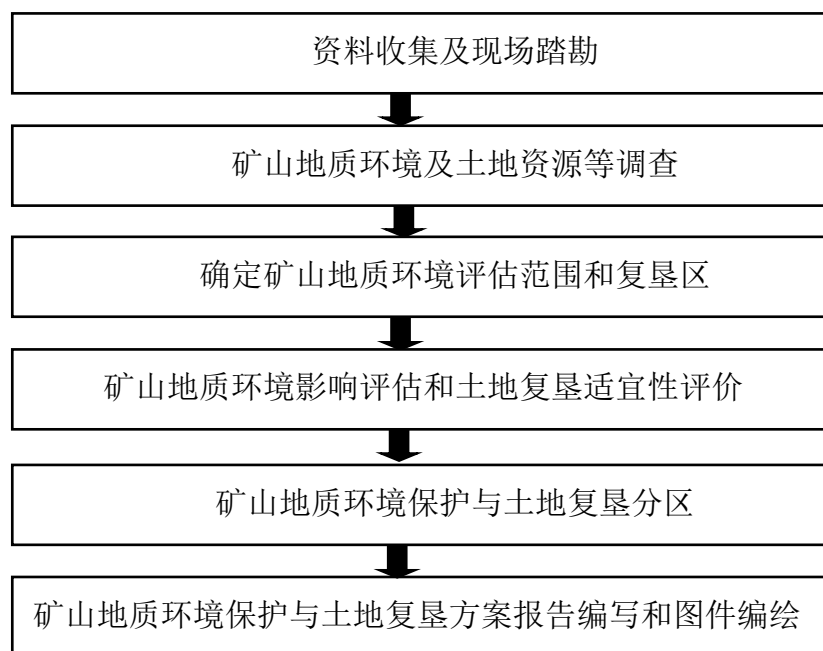 资料收集及现场踏勘
矿山地质环境及土地资源等调查
确定矿山地质环境评估范围和复垦区
矿山地质环境影响评估和土地复垦适宜性评价
矿山地质环境保护与土地复垦分区
矿山地质环境保护与土地复垦方案报告编写和图件编绘